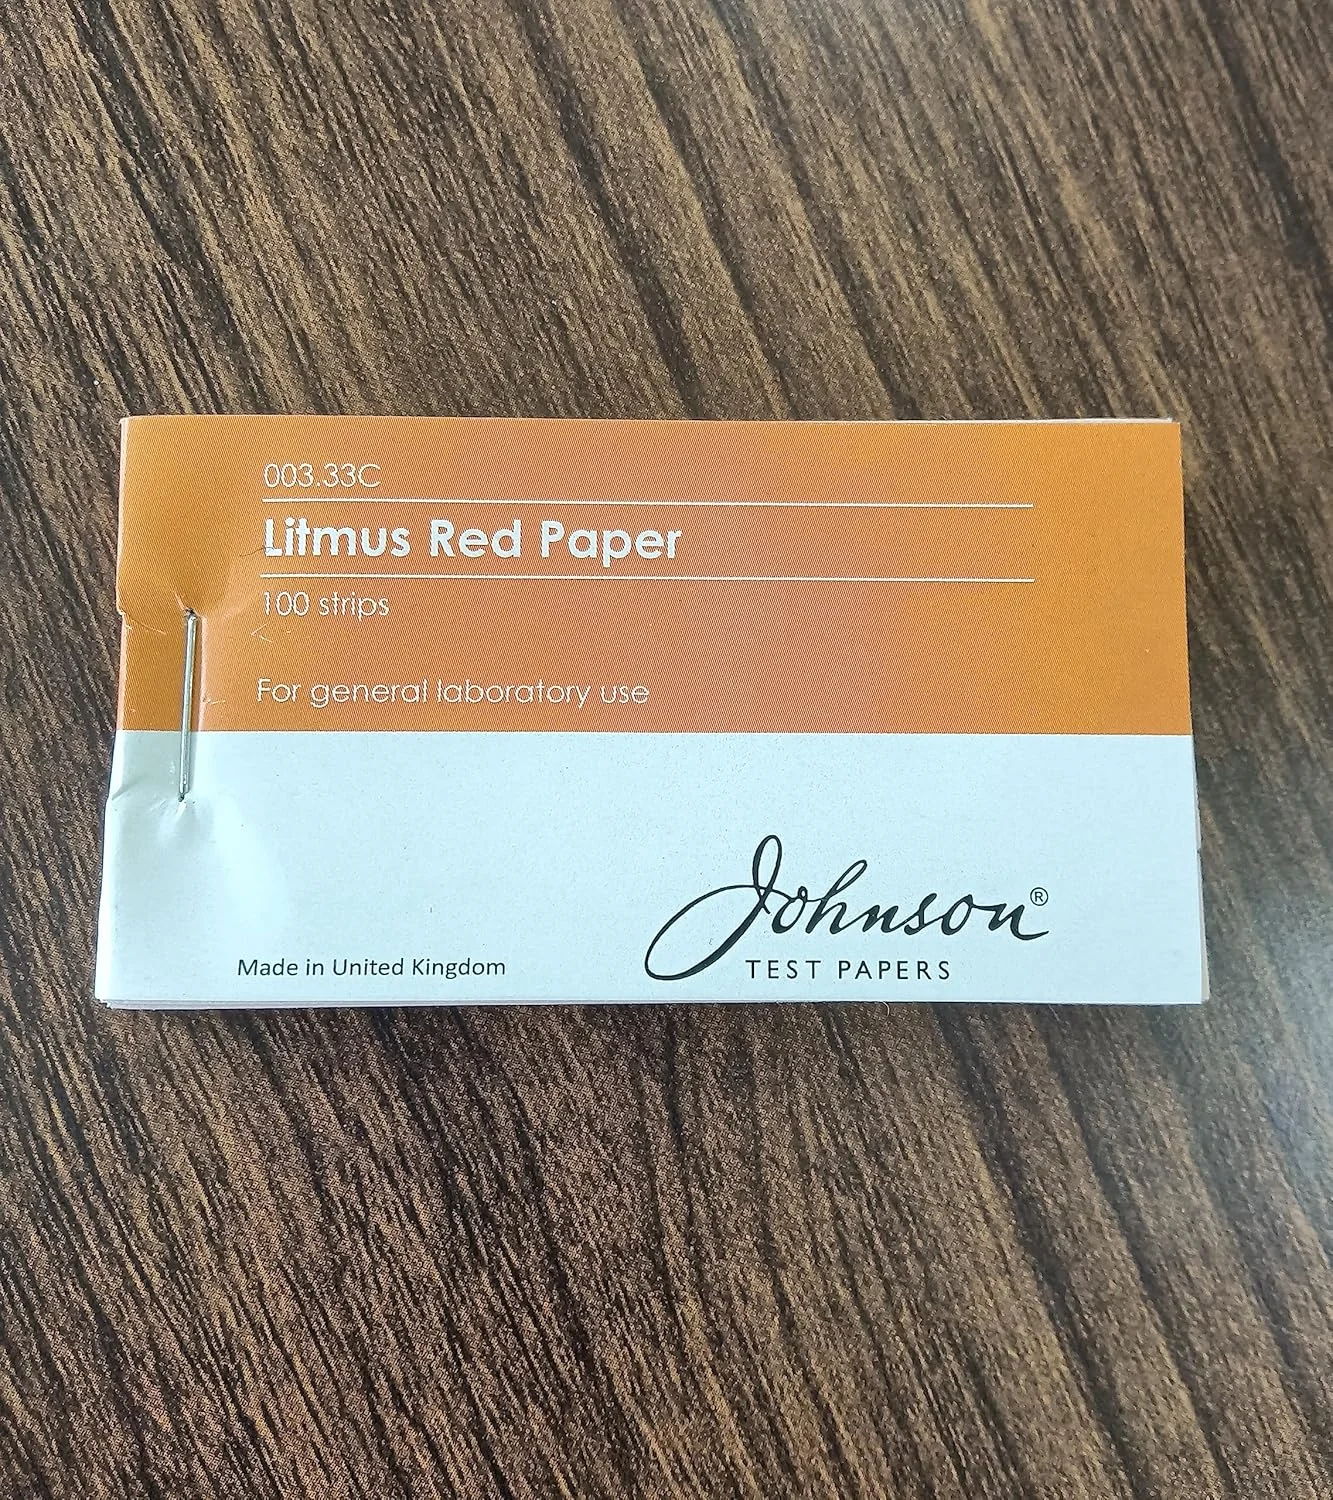 003.33C
Litmus Red Paper
100 strips
For general laboratory use
Johnson®
TEST PAPERS
Made in United Kingdom